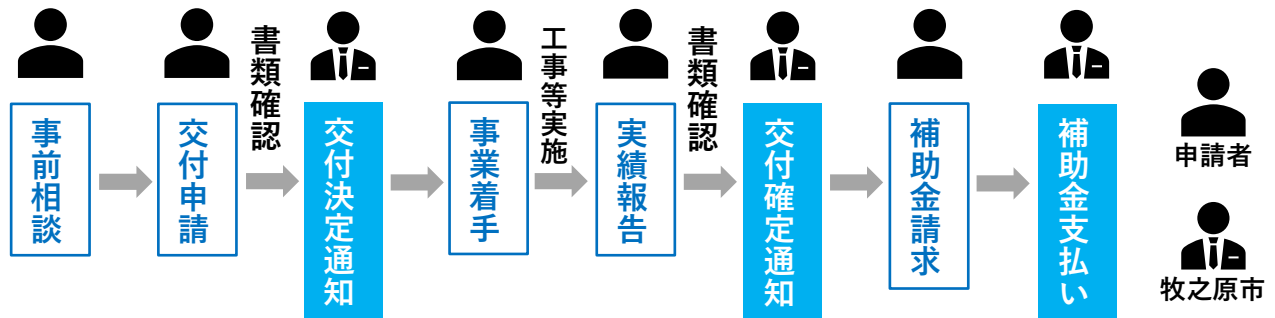 事前相談
交付申請
書類確認
交付決定通知
事業着手
工事等実施
実績報告
書類確認
交付確定通知
補助金請求
補助金支払い
申請者
牧之原市